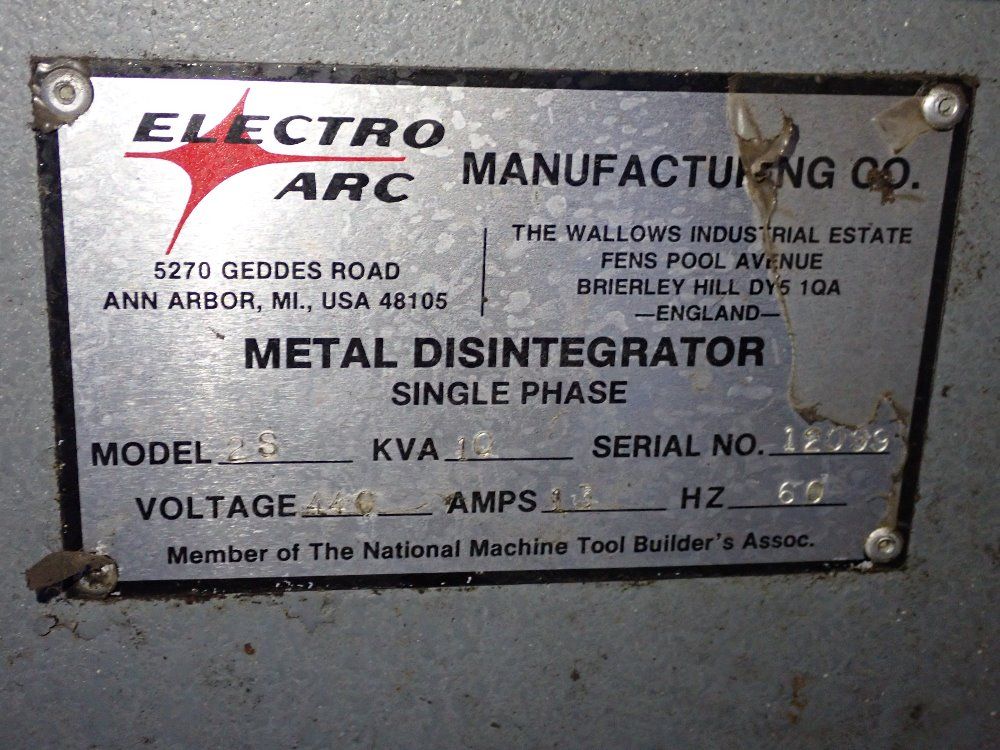 ELECTRO
ARC
MANUFACTURING CO.
5270 GEDDES ROAD
ANN ARBOR, MI., USA 48105
THE WALLOWS INDUSTRIAL ESTATE
FENS POOL AVENUE
BRIERLEY HILL DY5 1QA
—ENGLAND—
METAL DISINTEGRATOR
SINGLE PHASE
MODEL 2S KVA 10 SERIAL NO.
VOLTAGE 440 AMPS HZ 60
Member of The National Machine Tool Builder's Assoc.